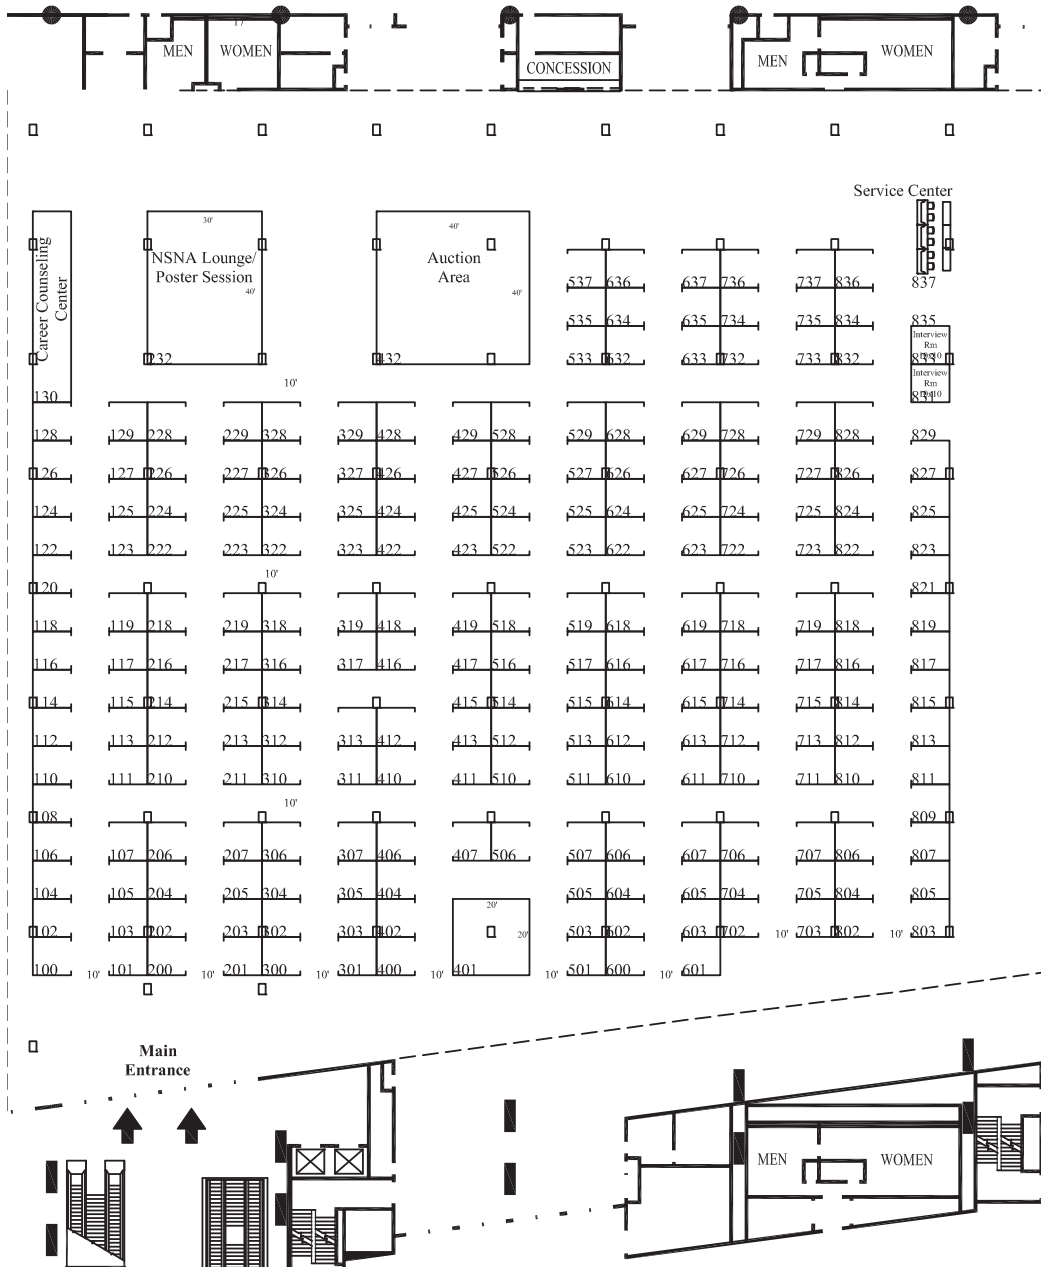 17'
MEN WOMEN CONCESSION MEN WOMEN
Service Center
Career Counseling
Center
30'
NSNA Lounge/
Poster Session
40'
40'
Auction
Area
40'
537 636 637 736 737 836 837
535 634 635 734 735 834 835
Interview
Rm
10x10
232 432 533 632 633 732 733 832 833
Interview
Rm
10x10
10'
130 831
128 129 228 229 328 329 428 429 528 529 628 629 728 729 828 829
126 127 226 227 326 327 426 427 526 527 626 627 726 727 826 827
124 125 224 225 324 325 424 425 524 525 624 625 724 725 824 825
122 123 222 223 322 323 422 423 522 523 622 623 722 723 822 823
10'
120 821
118 119 218 219 318 319 418 419 518 519 618 619 718 719 818 819
116 117 216 217 316 317 416 417 516 517 616 617 716 717 816 817
114 115 214 215 314 415 514 515 614 615 714 715 814 815
112 113 212 213 312 313 412 413 512 513 612 613 712 713 812 813
110 111 210 211 310 311 410 411 510 511 610 611 710 711 810 811
10'
108 809
106 107 206 207 306 307 406 407 506 507 606 607 706 707 806 807
104 105 204 205 304 305 404 505 604 605 704 705 804 805
20'
102 103 202 203 302 303 402 20' 503 602 603 702 10' 703 802 10' 803
100 10' 101 200 10' 201 300 10' 301 400 10' 401 10' 501 600 10' 601
Main
Entrance
MEN WOMEN